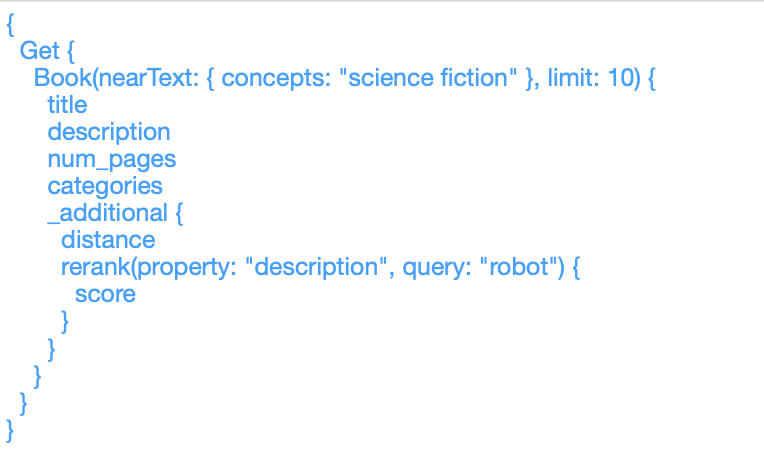 {
  Get {
    Book(nearText: { concepts: "science fiction" }, limit: 10) {
      title
      description
      num_pages
      categories
      _additional {
        distance
        rerank(property: "description", query: "robot") {
          score
        }
      }
    }
  }
}